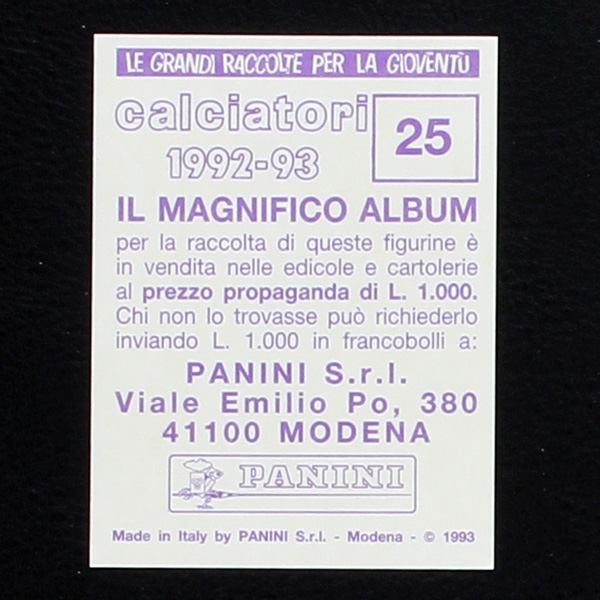 LE GRANDI RACCOLTE PER LA GIOVENTÙ
calciatori 25
1992-93
IL MAGNIFICO ALBUM
per la raccolta di queste figurine è
in vendita nelle edicole e cartolerie
al prezzo propaganda di L. 1.000.
Chi non lo trovasse può richiederlo
inviando L. 1.000 in francobolli a:
PANINI S.r.l.
Viale Emilio Po, 380
41100 MODENA
PANINI
Made in Italy by PANINI S.r.l. - Modena - © 1993